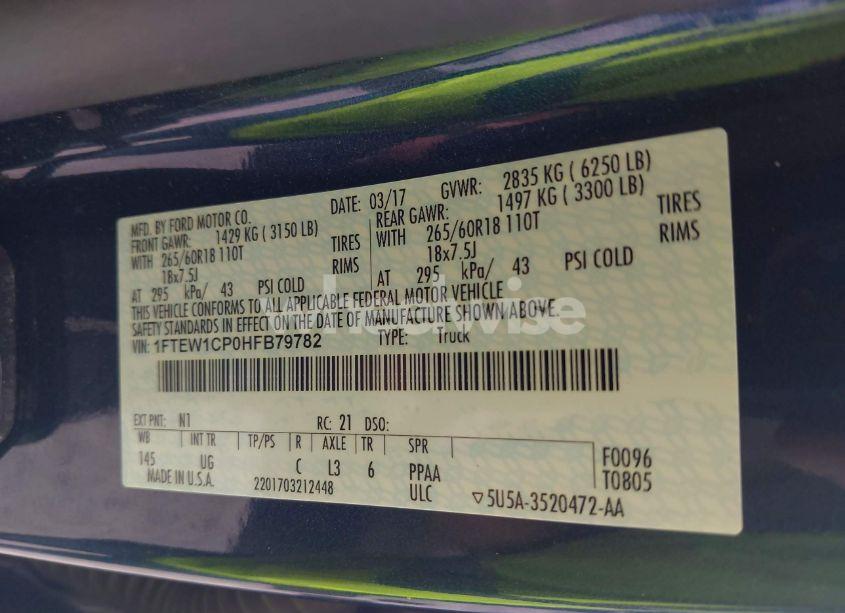 MFD. BY FORD MOTOR CO.
DATE: 03/17 GVWR: 2835 KG ( 6250 LB)
FRONT GAWR: 1429 KG ( 3150 LB)
REAR GAWR: 1497 KG ( 3300 LB)
WITH 265/60R18 110T TIRES
WITH 265/60R18 110T TIRES
18x7.5J RIMS
18x7.5J RIMS
AT 295 kPa/ 43 PSI COLD
AT 295 kPa/ 43 PSI COLD
THIS VEHICLE CONFORMS TO ALL APPLICABLE FEDERAL MOTOR VEHICLE
SAFETY STANDARDS IN EFFECT ON THE DATE OF MANUFACTURE SHOWN ABOVE.
VIN: 1FTEW1CP0HFB79782 TYPE: Truck
EXT PNT: N1 RC: 21 DSO:
WB INT TR TP/PS R AXLE TR SPR
145 UG C L3 6 PPAA F0096
MADE IN U.S.A. 2201703212448 ULC T0805
▽5U5A-3520472-AA